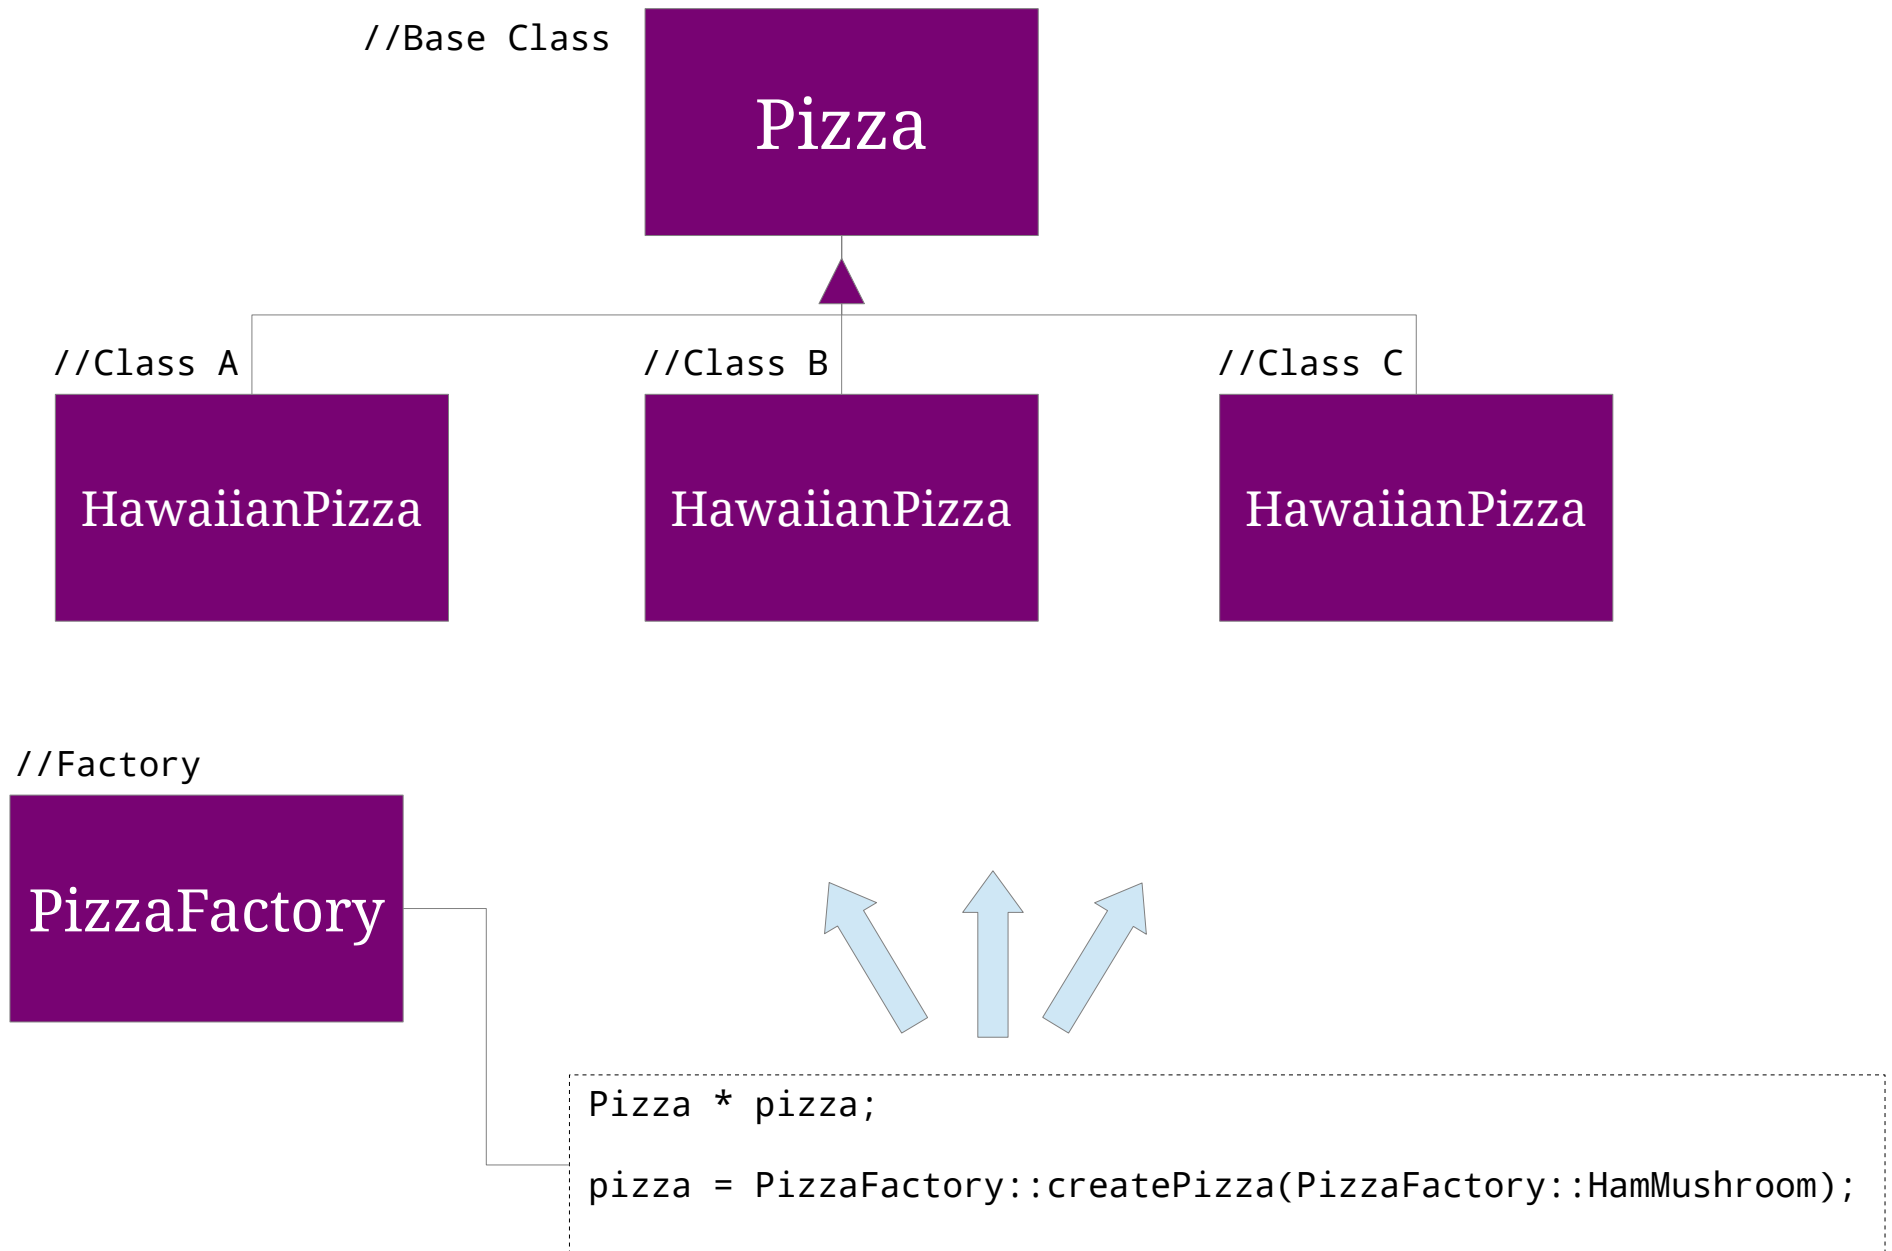 //Base Class
Pizza
//Class A
//Class B
//Class C
HawaiianPizza
HawaiianPizza
HawaiianPizza
//Factory
PizzaFactory
Pizza * pizza;
pizza = PizzaFactory::createPizza(PizzaFactory::HamMushroom);